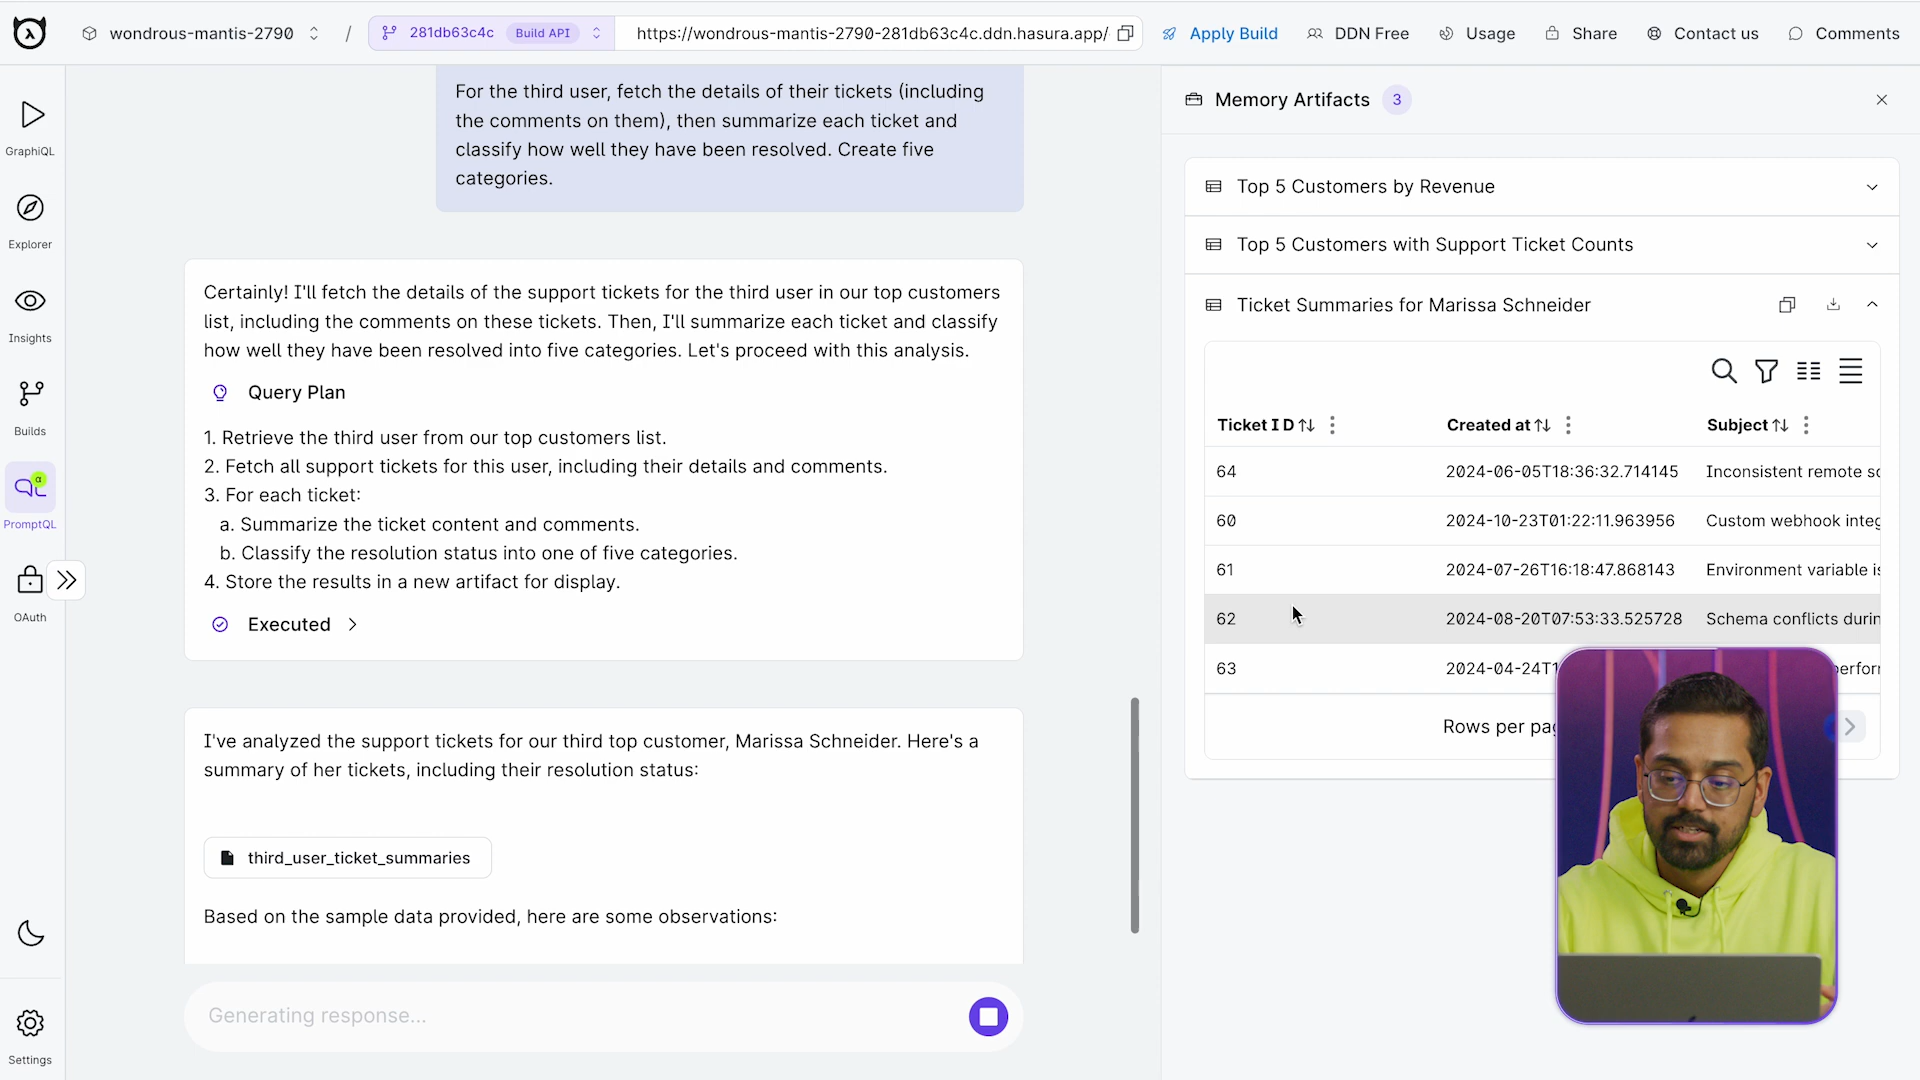 wondrous-mantis-2790
/
281db63c4c
Build API
https://wondrous-mantis-2790-281db63c4c.ddn.hasura.app/
Apply Build
DDN Free
Usage
Share
Contact us
Comments
GraphiQL
Explorer
Insights
Builds
α
PromptQL
OAuth
Settings
For the third user, fetch the details of their tickets (including
the comments on them), then summarize each ticket and
classify how well they have been resolved. Create five
categories.
Certainly! I'll fetch the details of the support tickets for the third user in our top customers
list, including the comments on these tickets. Then, I'll summarize each ticket and classify
how well they have been resolved into five categories. Let's proceed with this analysis.
Query Plan
1. Retrieve the third user from our top customers list.
2. Fetch all support tickets for this user, including their details and comments.
3. For each ticket:
a. Summarize the ticket content and comments.
b. Classify the resolution status into one of five categories.
4. Store the results in a new artifact for display.
Executed
I've analyzed the support tickets for our third top customer, Marissa Schneider. Here's a
summary of her tickets, including their resolution status:
third_user_ticket_summaries
Based on the sample data provided, here are some observations:
Generating response...
Memory Artifacts 3
Top 5 Customers by Revenue
Top 5 Customers with Support Ticket Counts
Ticket Summaries for Marissa Schneider
Ticket I D Created at Subject
64 2024-06-05T18:36:32.714145 Inconsistent remote
60 2024-10-23T01:22:11.963956 Custom webhook
61 2024-07-26T16:18:47.868143 Environment variable
62 2024-08-20T07:53:33.525728 Schema conflicts
63 2024-04-24T1
Rows per